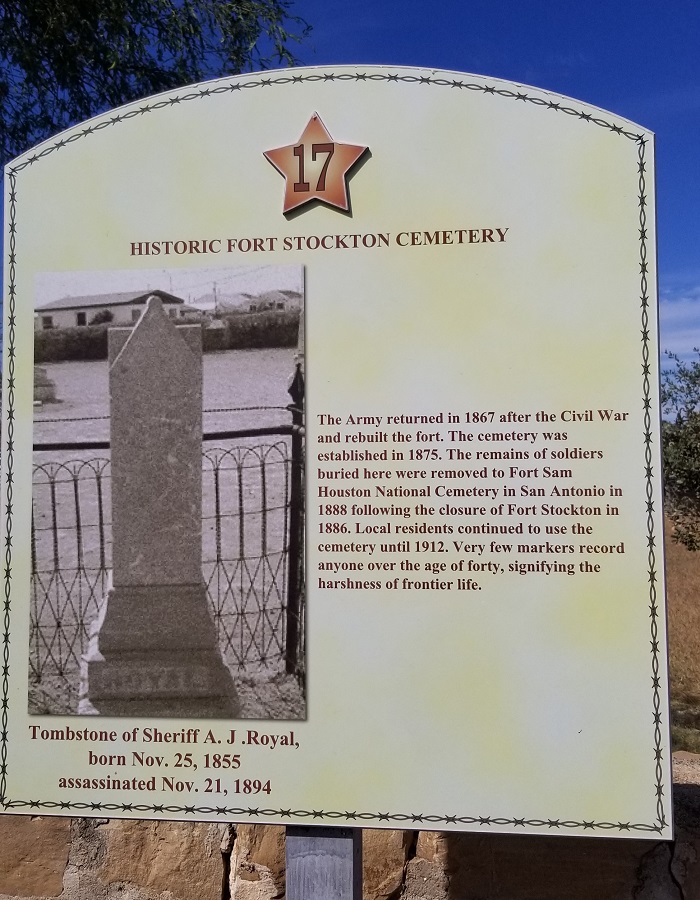 17
HISTORIC FORT STOCKTON CEMETERY
The Army returned in 1867 after the Civil War
and rebuilt the fort. The cemetery was
established in 1875. The remains of soldiers
buried here were removed to Fort Sam
Houston National Cemetery in San Antonio in
1888 following the closure of Fort Stockton in
1886. Local residents continued to use the
cemetery until 1912. Very few markers record
anyone over the age of forty, signifying the
harshness of frontier life.
ROYAL
Tombstone of Sheriff A. J .Royal,
born Nov. 25, 1855
assassinated Nov. 21, 1894